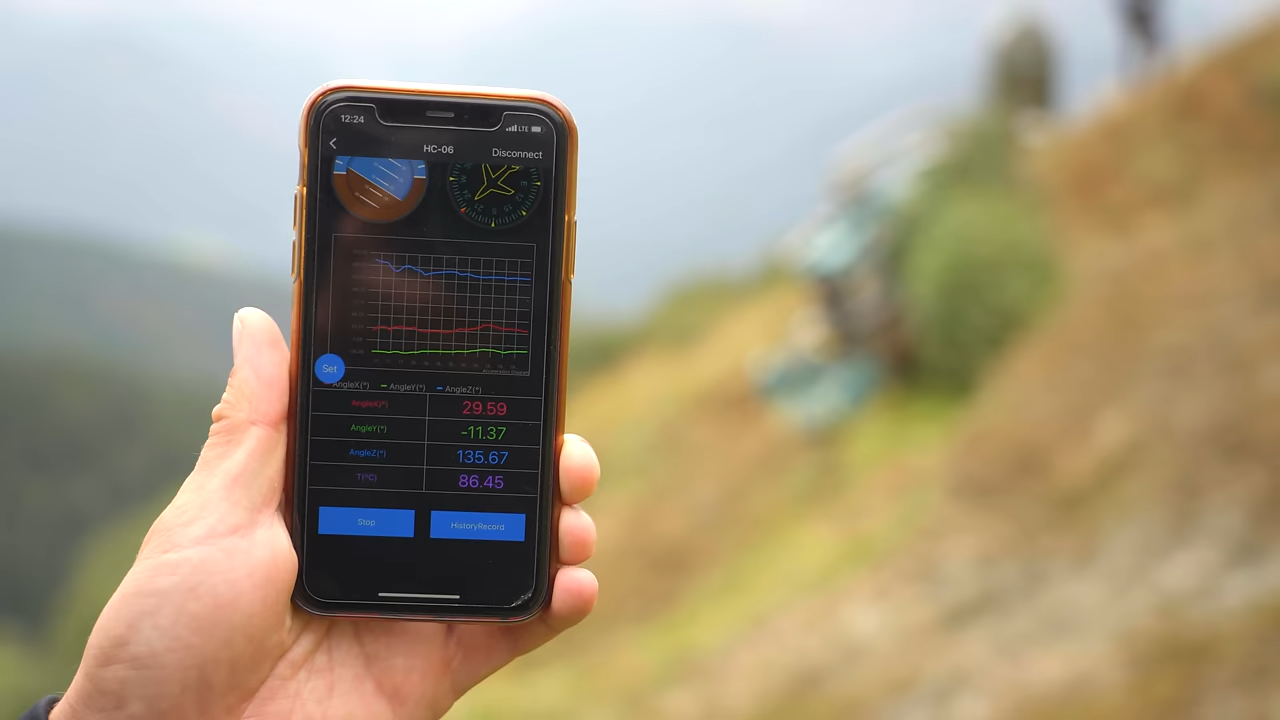 12:24
LTE
HC-06
Disconnect
Set
AngleX(°) AngleY(°) AngleZ(°)
AngleX(°) 29.59
AngleY(°) -11.37
AngleZ(°) 135.67
T(°C) 86.45
Stop HistoryRecord